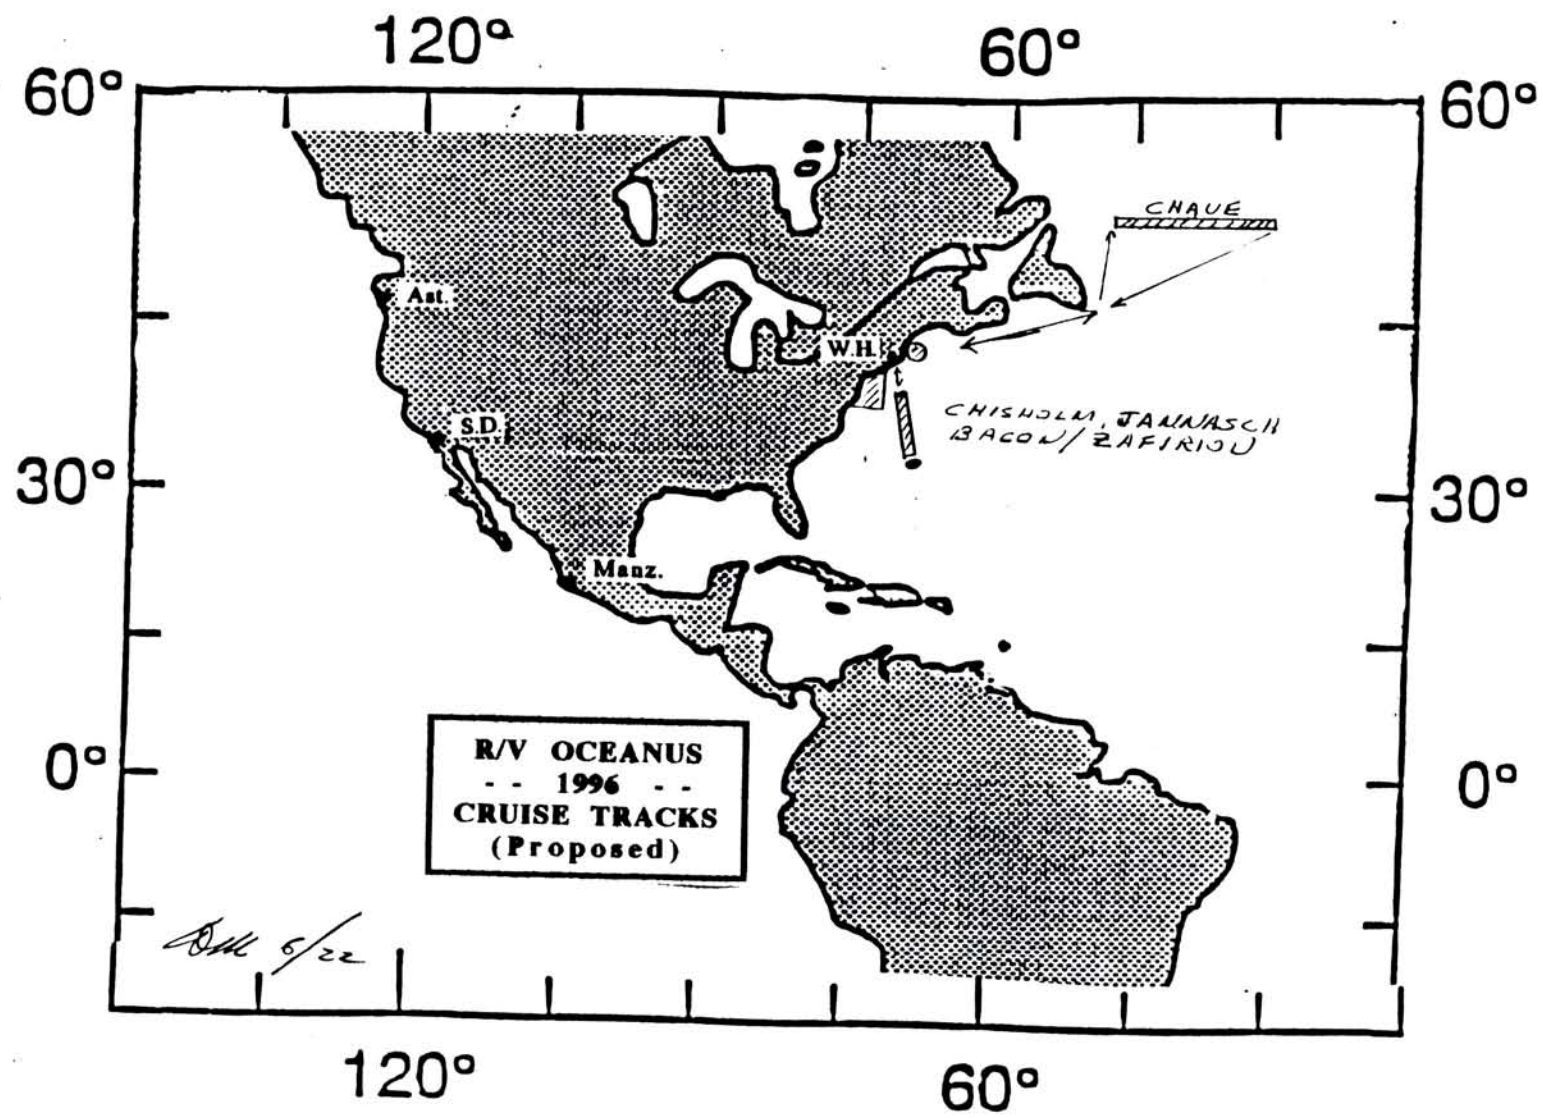 120° 60°
60° 60°
CHAVE
Ast.
W.H.
CHISHOLM, JANNASCH
BACON/ZAFIRIOU
S.D.
30° 30°
Manz.
R/V OCEANUS
- - 1996 - -
CRUISE TRACKS
(Proposed)
0° 0°
6/22
120° 60°